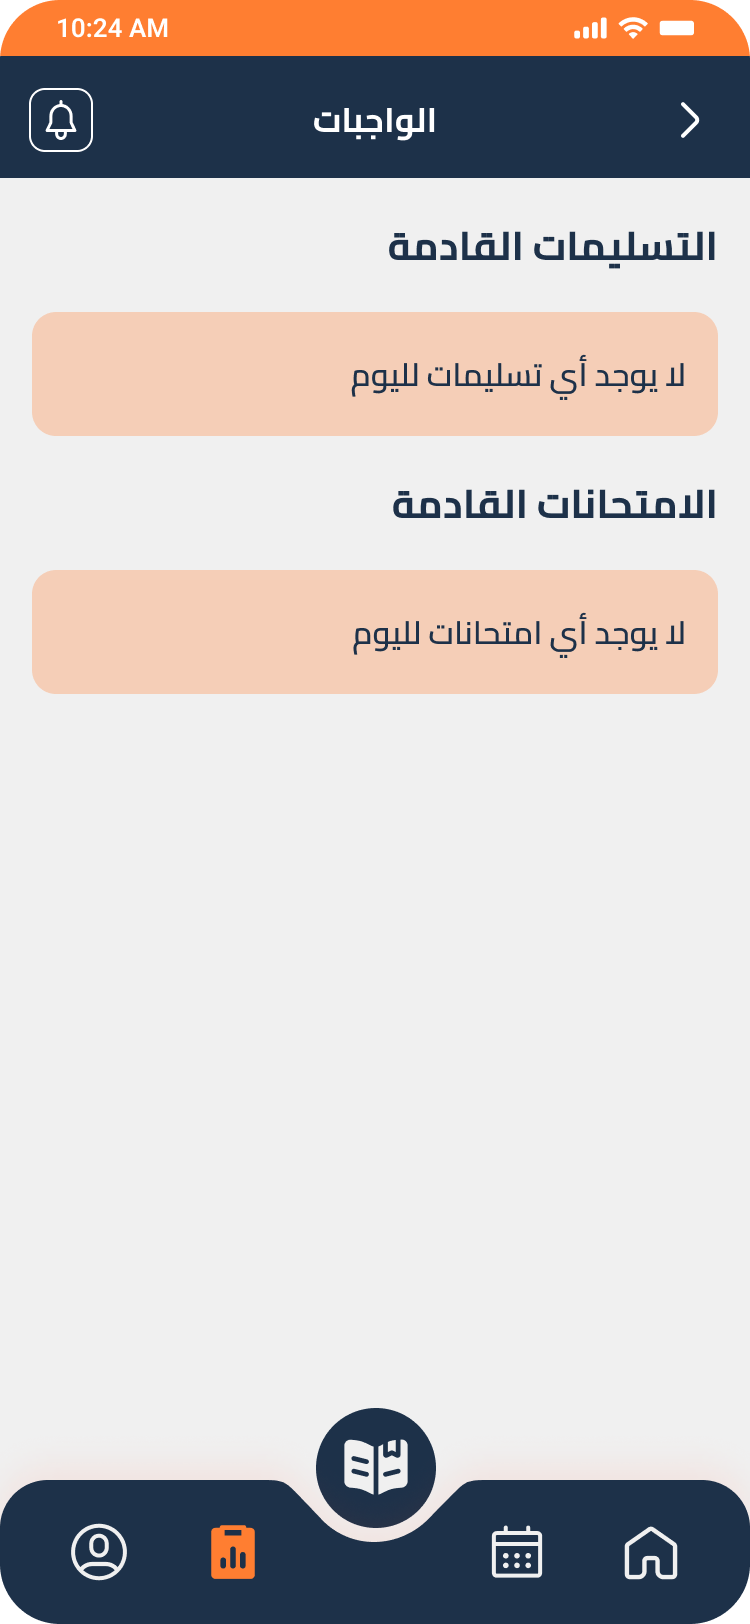 10:24 AM
الواجبات
التسليمات القادمة
لا يوجد أي تسليمات لليوم
الامتحانات القادمة
لا يوجد أي امتحانات لليوم